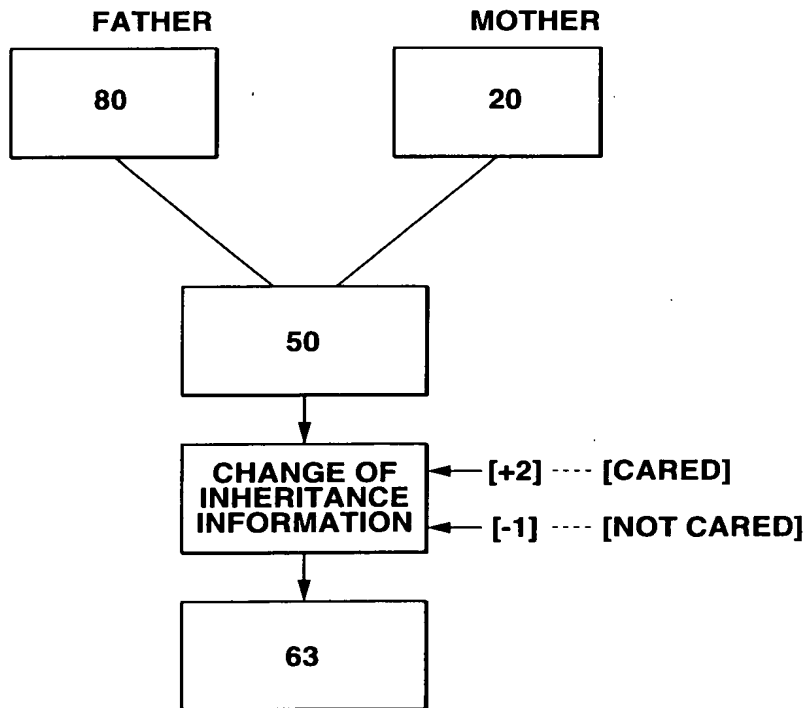 FATHER MOTHER
80 20
50
CHANGE OF
INHERITANCE
INFORMATION
[+2] ---- [CARED]
[-1] ---- [NOT CARED]
63